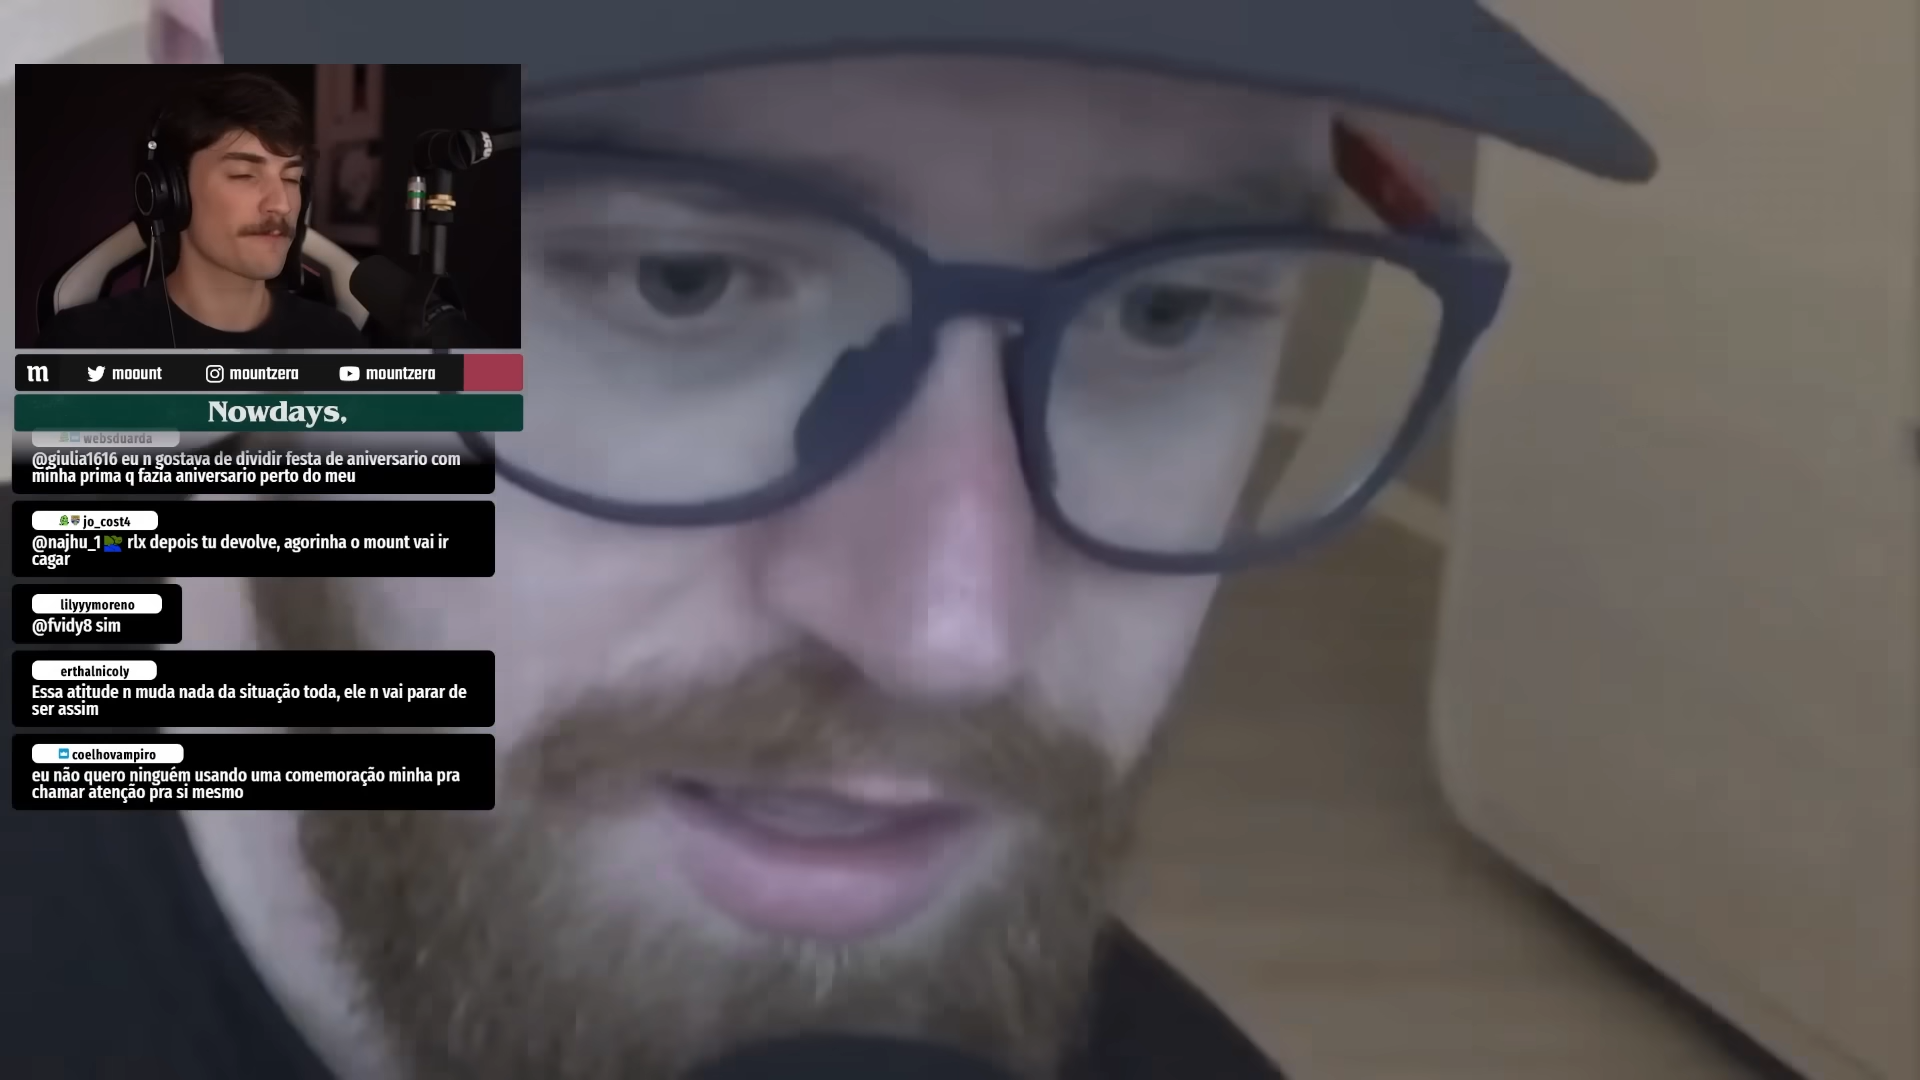 m moount mountzera mountzera
Nowdays,
websduarda
@giulia1616 eu n gostava de dividir festa de aniversario com
minha prima q fazia aniversario perto do meu
jo_cost4
@najhu_1 rlx depois tu devolve, agorinha o mount vai ir
cagar
lilyyymoreno
@fvidy8 sim
erthalnicoly
Essa atitude n muda nada da situação toda, ele n vai parar de
ser assim
coelhovampiro
eu não quero ninguém usando uma comemoração minha pra
chamar atenção pra si mesmo